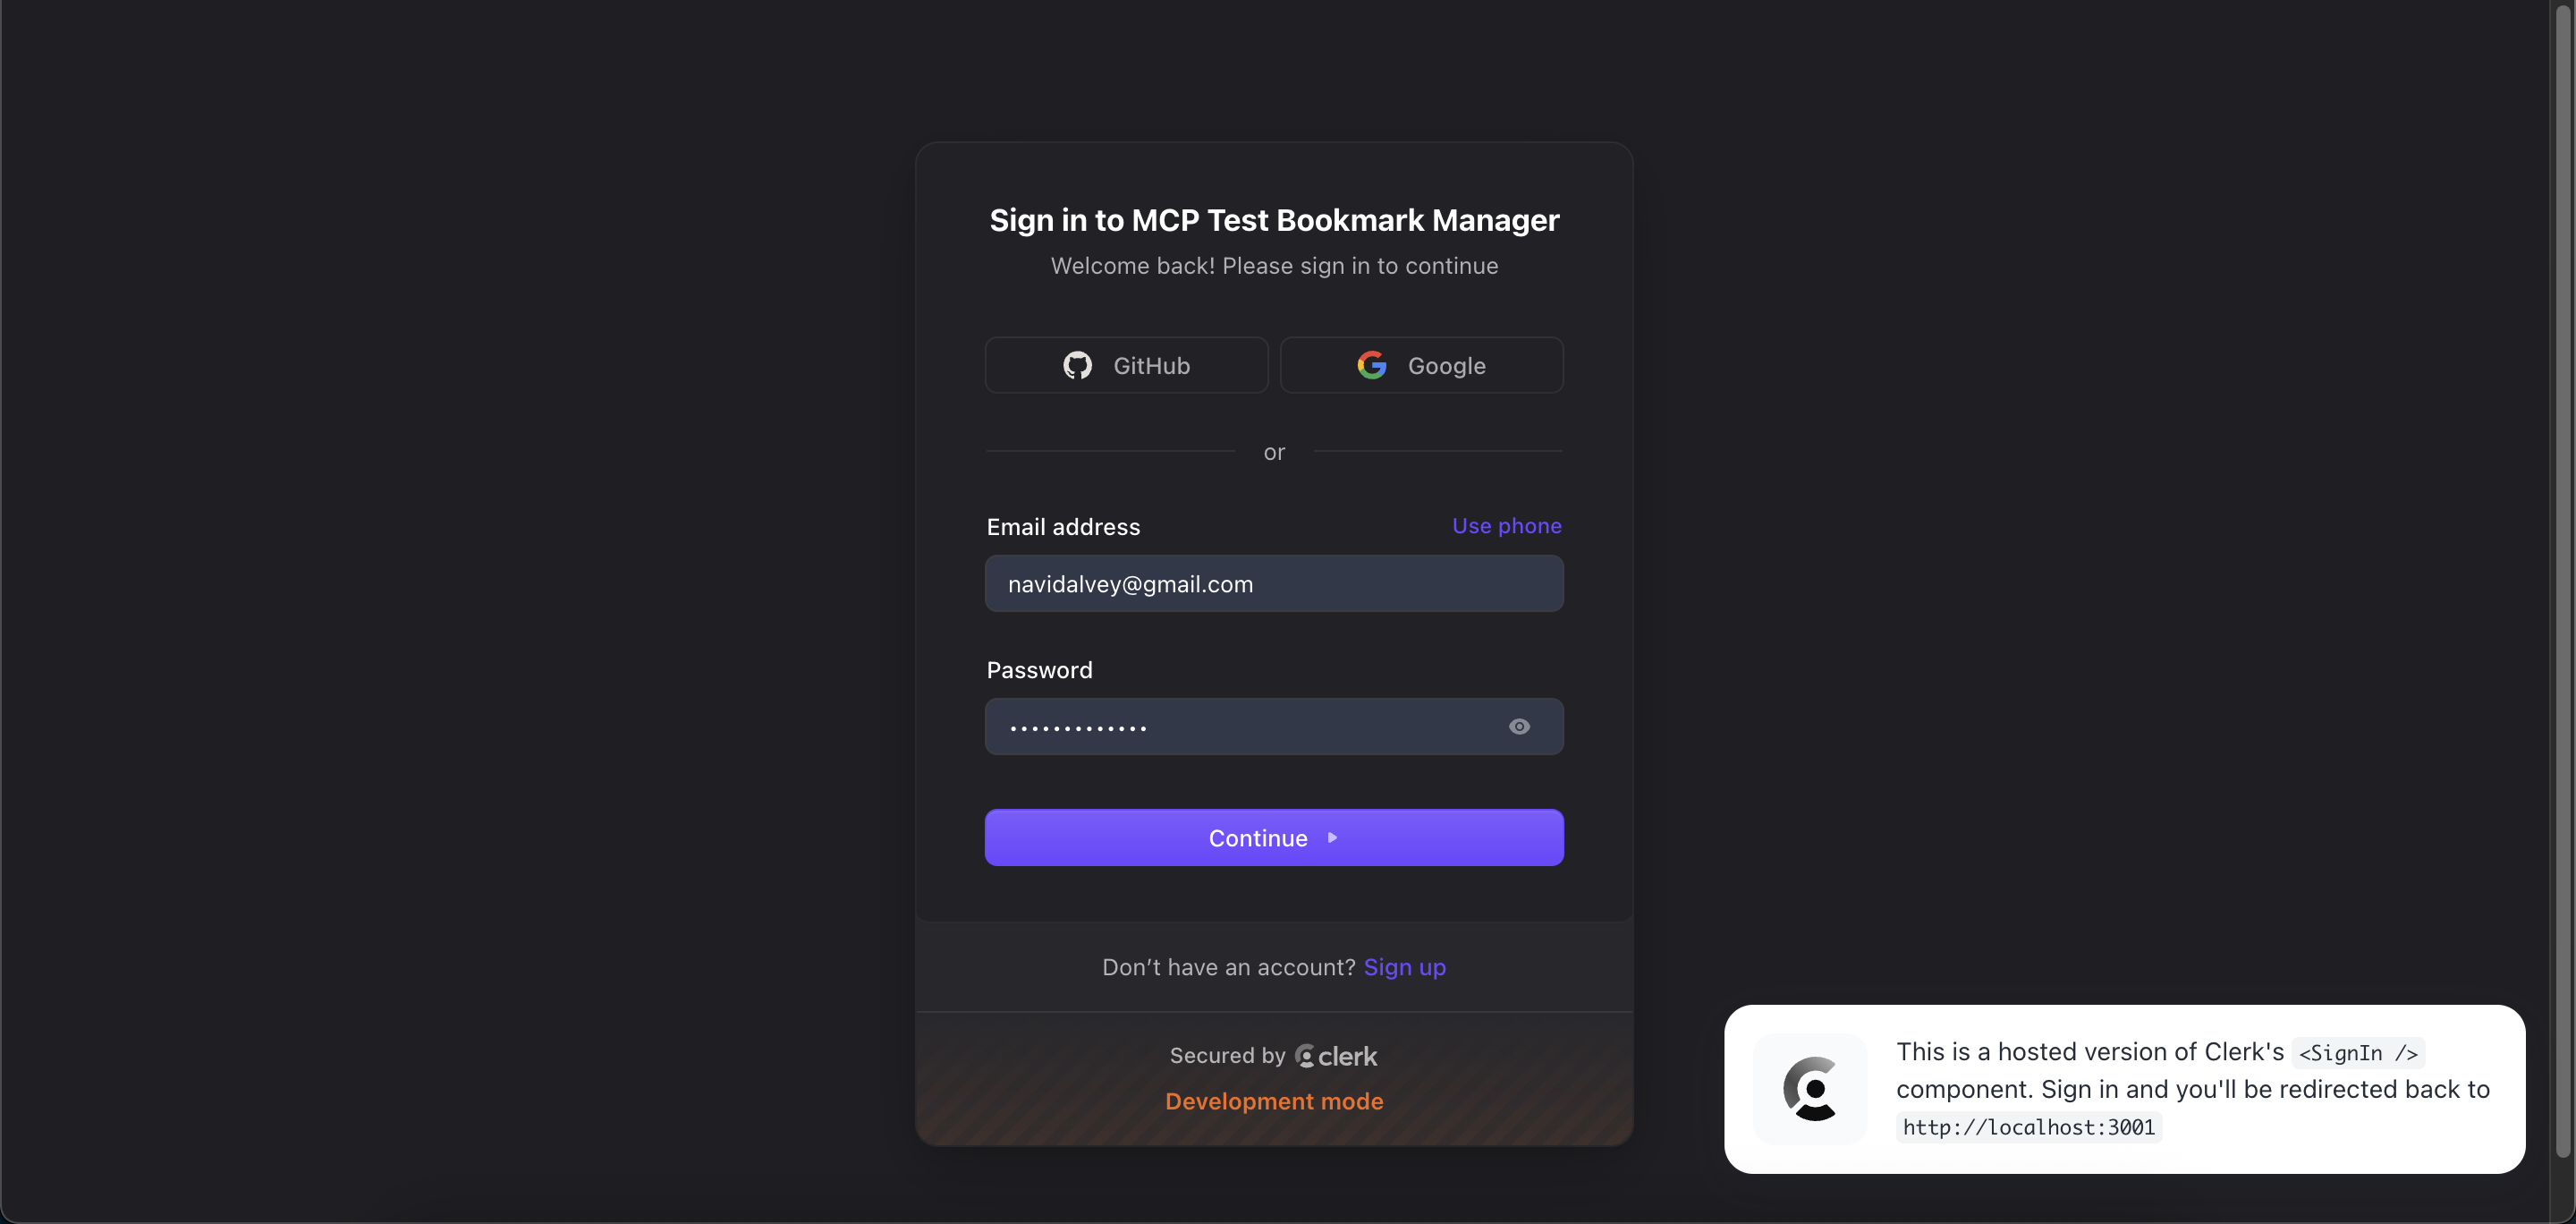 Sign in to MCP Test Bookmark Manager
Welcome back! Please sign in to continue
GitHub
Google
or
Email address
Use phone
navidalvey@gmail.com
Password
•••••••••••••
Continue
Don’t have an account? Sign up
Secured by clerk
Development mode
This is a hosted version of Clerk's <SignIn />
component. Sign in and you'll be redirected back to
http://localhost:3001